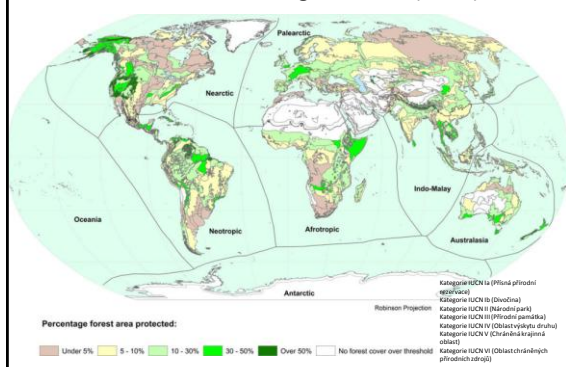 Palearctic
Nearctic
Indo-Malay
Oceania
Neotropic
Afrotropic
Australasia
Antarctic
Robinson Projection
Kategorie IUCN Ia (Přísná přírodní
rezervace)
Kategorie IUCN Ib (Divočina)
Kategorie IUCN II (Národní park)
Kategorie IUCN III (Přírodní památka)
Kategorie IUCN IV (Oblast výskytu druhu)
Kategorie IUCN V (Chráněná krajinná
oblast)
Kategorie IUCN VI (Oblast chráněných
přírodních zdrojů)
Percentage forest area protected:
Under 5%
5 - 10%
10 - 30%
30 - 50%
Over 50%
No forest cover over threshold